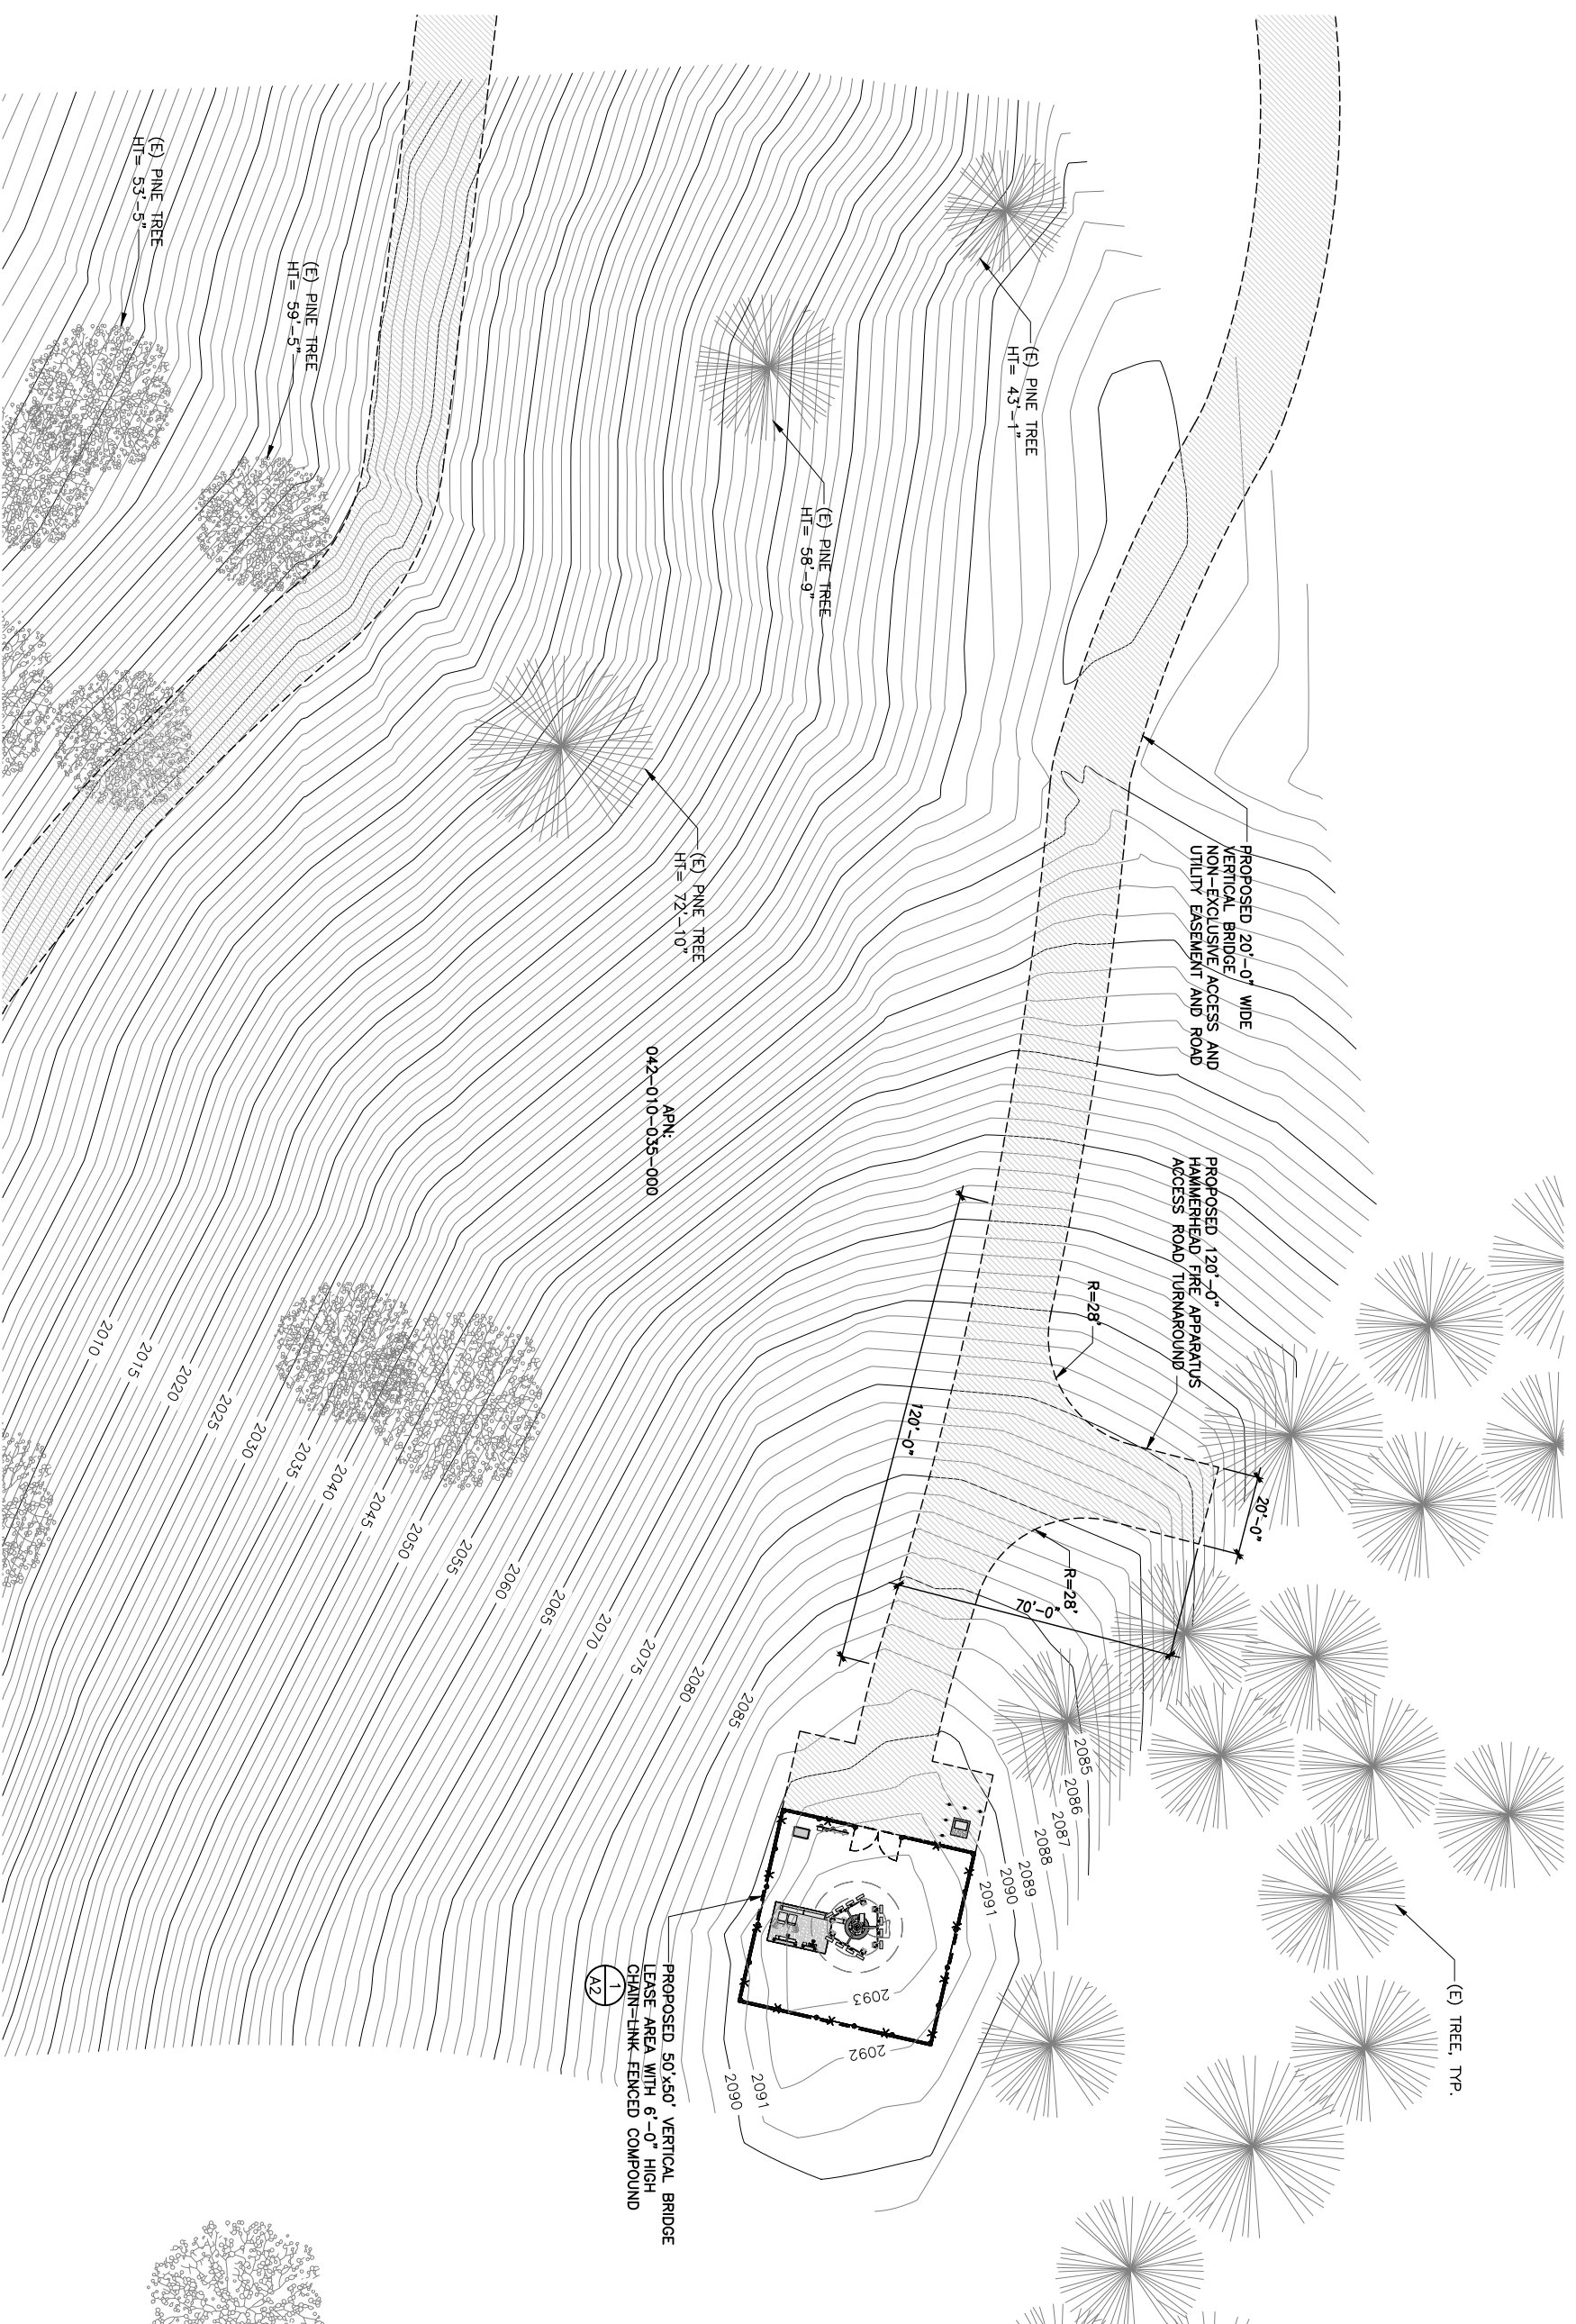 (E) PINE TREE
HT= 53'-5"
(E) PINE TREE
HT= 59'-5"
(E) PINE TREE
HT= 43'-1"
(E) PINE TREE
HT= 58'-9"
(E) PINE TREE
HT= 72'-10"
PROPOSED 20'-0" WIDE
VERTICAL BRIDGE
NON-EXCLUSIVE ACCESS AND
UTILITY EASEMENT AND ROAD
APN:
042-010-035-000
PROPOSED 120'-0"
HAMMERHEAD FIRE APPARATUS
ACCESS ROAD TURNAROUND
R=28'
120'-0"
20'-0"
R=28'
70'-0"
2010
2015
2020
2025
2030
2035
2040
2045
2050
2055
2060
2065
2070
2075
2080
2085
2085
2086
2087
2088
2089
2090
2091
2093
2092
2091
2090
(E) TREE, TYP.
PROPOSED 50'x50' VERTICAL BRIDGE
LEASE AREA WITH 6'-0" HIGH
CHAIN-LINK FENCED COMPOUND
1
A2